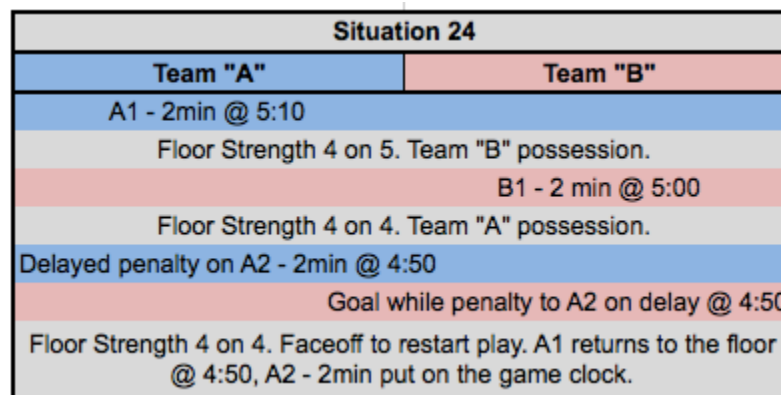 Situation 24
Team "A" Team "B"
A1 - 2min @ 5:10
Floor Strength 4 on 5. Team "B" possession.
B1 - 2 min @ 5:00
Floor Strength 4 on 4. Team "A" possession.
Delayed penalty on A2 - 2min @ 4:50
Goal while penalty to A2 on delay @ 4:50
Floor Strength 4 on 4. Faceoff to restart play. A1 returns to the floor
@ 4:50, A2 - 2min put on the game clock.